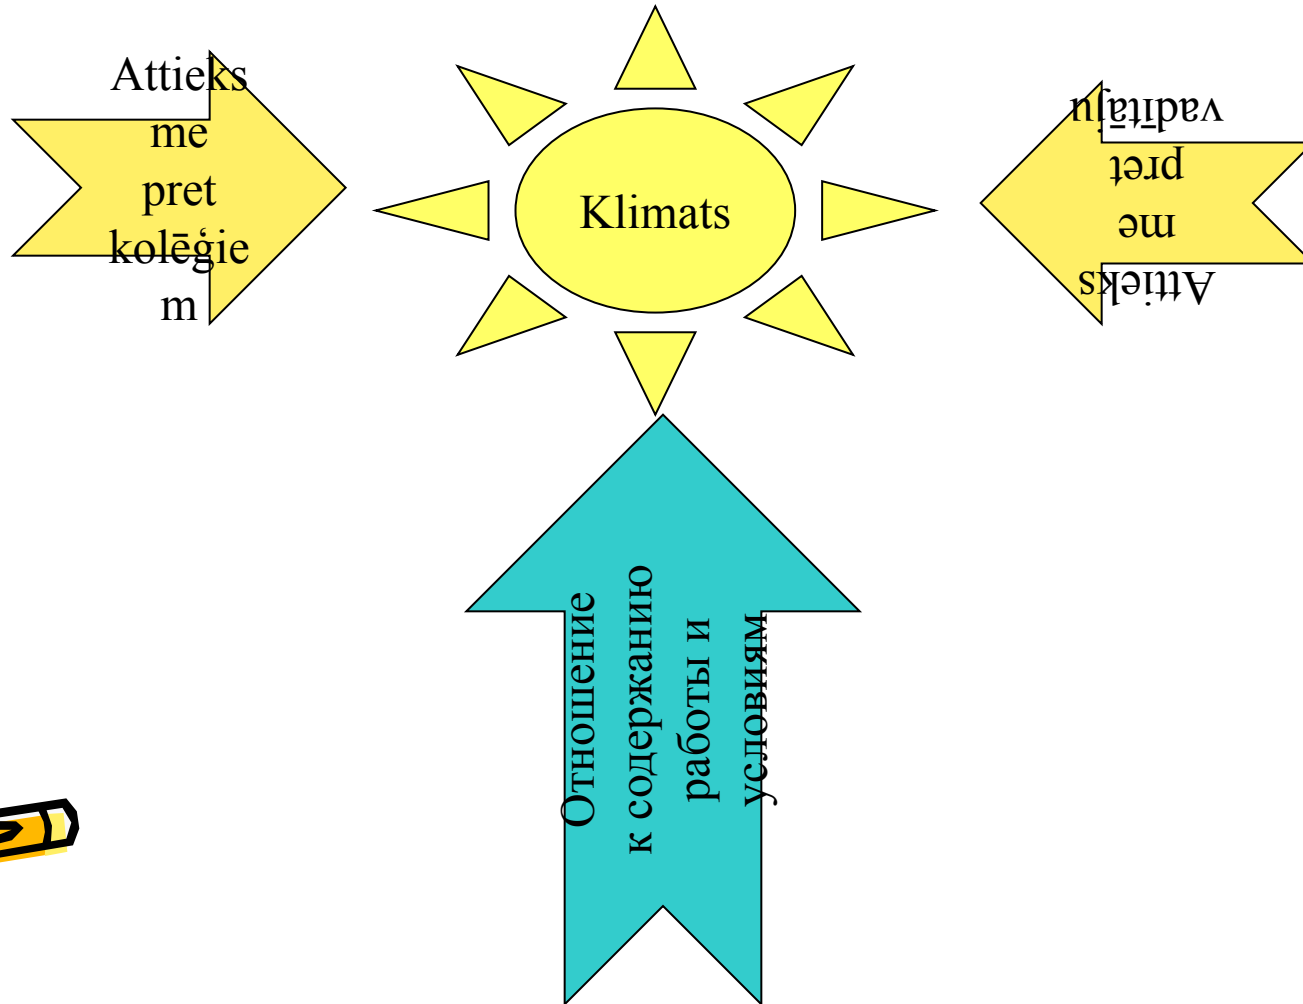 Attieks
me
pret
kolēģie
m
Klimats
Attieks
me
pret
vadītāju
Отношение
к содержанию
работы и
условиям